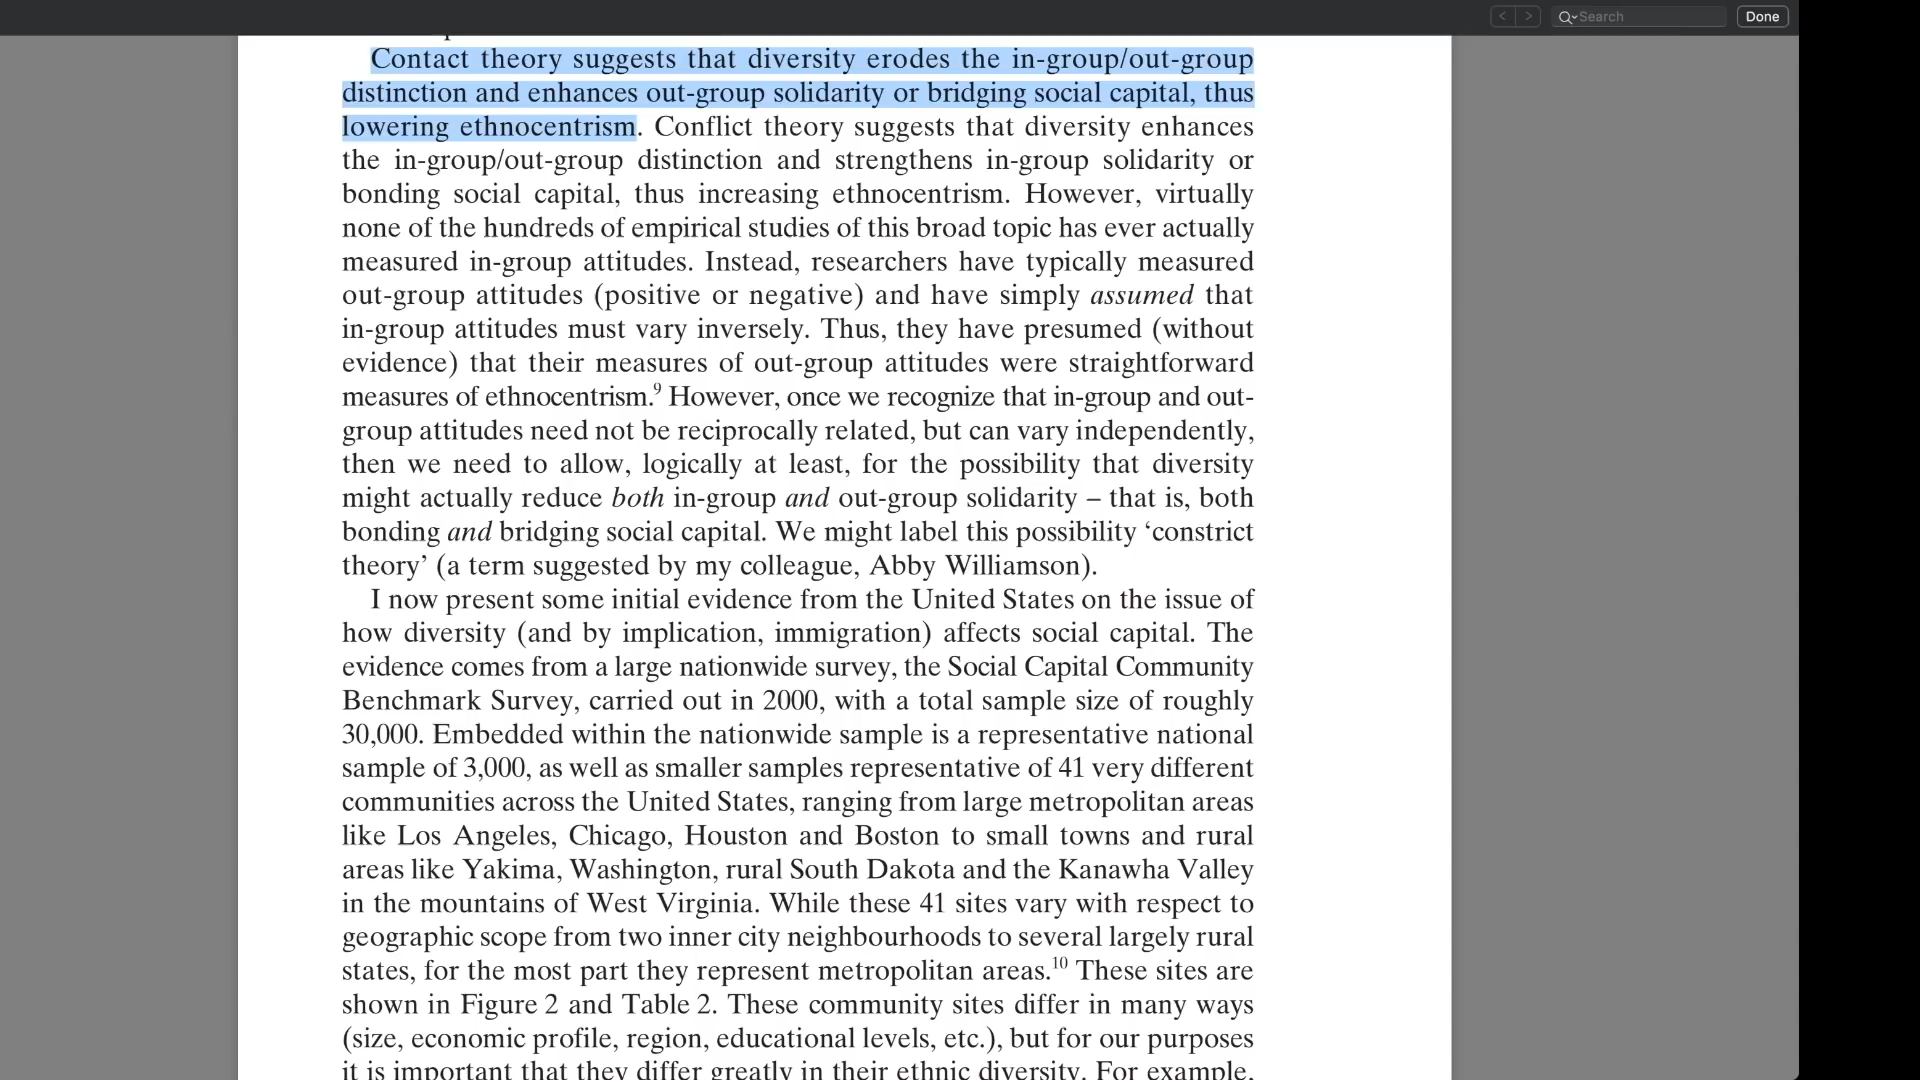 Search
Done
Contact theory suggests that diversity erodes the in-group/out-group
distinction and enhances out-group solidarity or bridging social capital, thus
lowering ethnocentrism. Conflict theory suggests that diversity enhances
the in-group/out-group distinction and strengthens in-group solidarity or
bonding social capital, thus increasing ethnocentrism. However, virtually
none of the hundreds of empirical studies of this broad topic has ever actually
measured in-group attitudes. Instead, researchers have typically measured
out-group attitudes (positive or negative) and have simply assumed that
in-group attitudes must vary inversely. Thus, they have presumed (without
evidence) that their measures of out-group attitudes were straightforward
measures of ethnocentrism.⁹ However, once we recognize that in-group and out-
group attitudes need not be reciprocally related, but can vary independently,
then we need to allow, logically at least, for the possibility that diversity
might actually reduce both in-group and out-group solidarity – that is, both
bonding and bridging social capital. We might label this possibility ‘constrict
theory’ (a term suggested by my colleague, Abby Williamson).
I now present some initial evidence from the United States on the issue of
how diversity (and by implication, immigration) affects social capital. The
evidence comes from a large nationwide survey, the Social Capital Community
Benchmark Survey, carried out in 2000, with a total sample size of roughly
30,000. Embedded within the nationwide sample is a representative national
sample of 3,000, as well as smaller samples representative of 41 very different
communities across the United States, ranging from large metropolitan areas
like Los Angeles, Chicago, Houston and Boston to small towns and rural
areas like Yakima, Washington, rural South Dakota and the Kanawha Valley
in the mountains of West Virginia. While these 41 sites vary with respect to
geographic scope from two inner city neighbourhoods to several largely rural
states, for the most part they represent metropolitan areas.¹⁰ These sites are
shown in Figure 2 and Table 2. These community sites differ in many ways
(size, economic profile, region, educational levels, etc.), but for our purposes
it is important that they differ greatly in their ethnic diversity. For example,